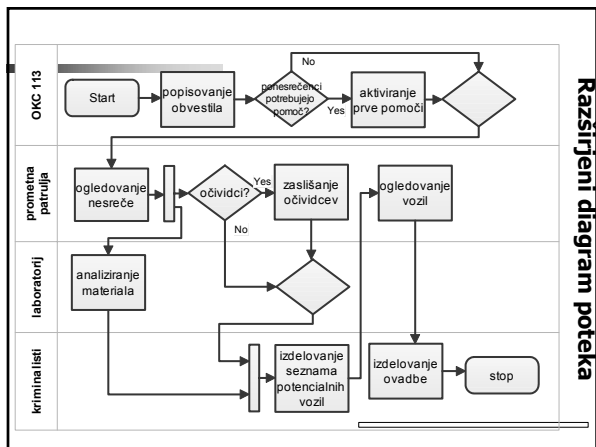 Razširjeni diagram poteka
OKC 113
Start
popisovanje
obvestila
ponesrečenci
potrebujejo
pomoč?
No
Yes
aktiviranje
prve pomoči
prometna
patrulja
ogledovanje
nesreče
očividci?
Yes
No
zaslišanje
očividcev
ogledovanje
vozil
laboratorij
analiziranje
materiala
kriminalisti
izdelovanje
seznama
potencialnih
vozil
izdelovanje
ovadbe
stop